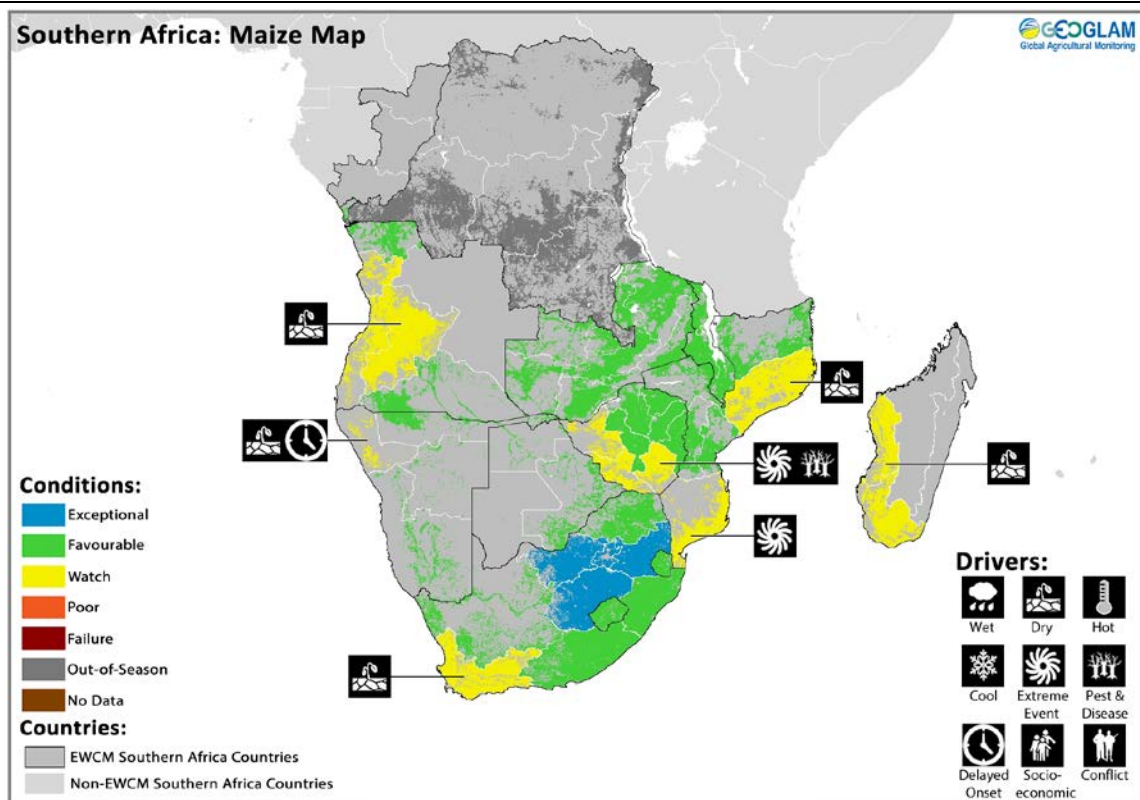 Southern Africa: Maize Map
GEOGLAM
Global Agricultural Monitoring
Conditions:
Exceptional
Favourable
Watch
Poor
Failure
Out-of-Season
No Data
Countries:
EWCM Southern Africa Countries
Non-EWCM Southern Africa Countries
Drivers:
Wet
Dry
Hot
Cool
Extreme
Event
Pest &
Disease
Delayed
Onset
Socio-
economic
Conflict